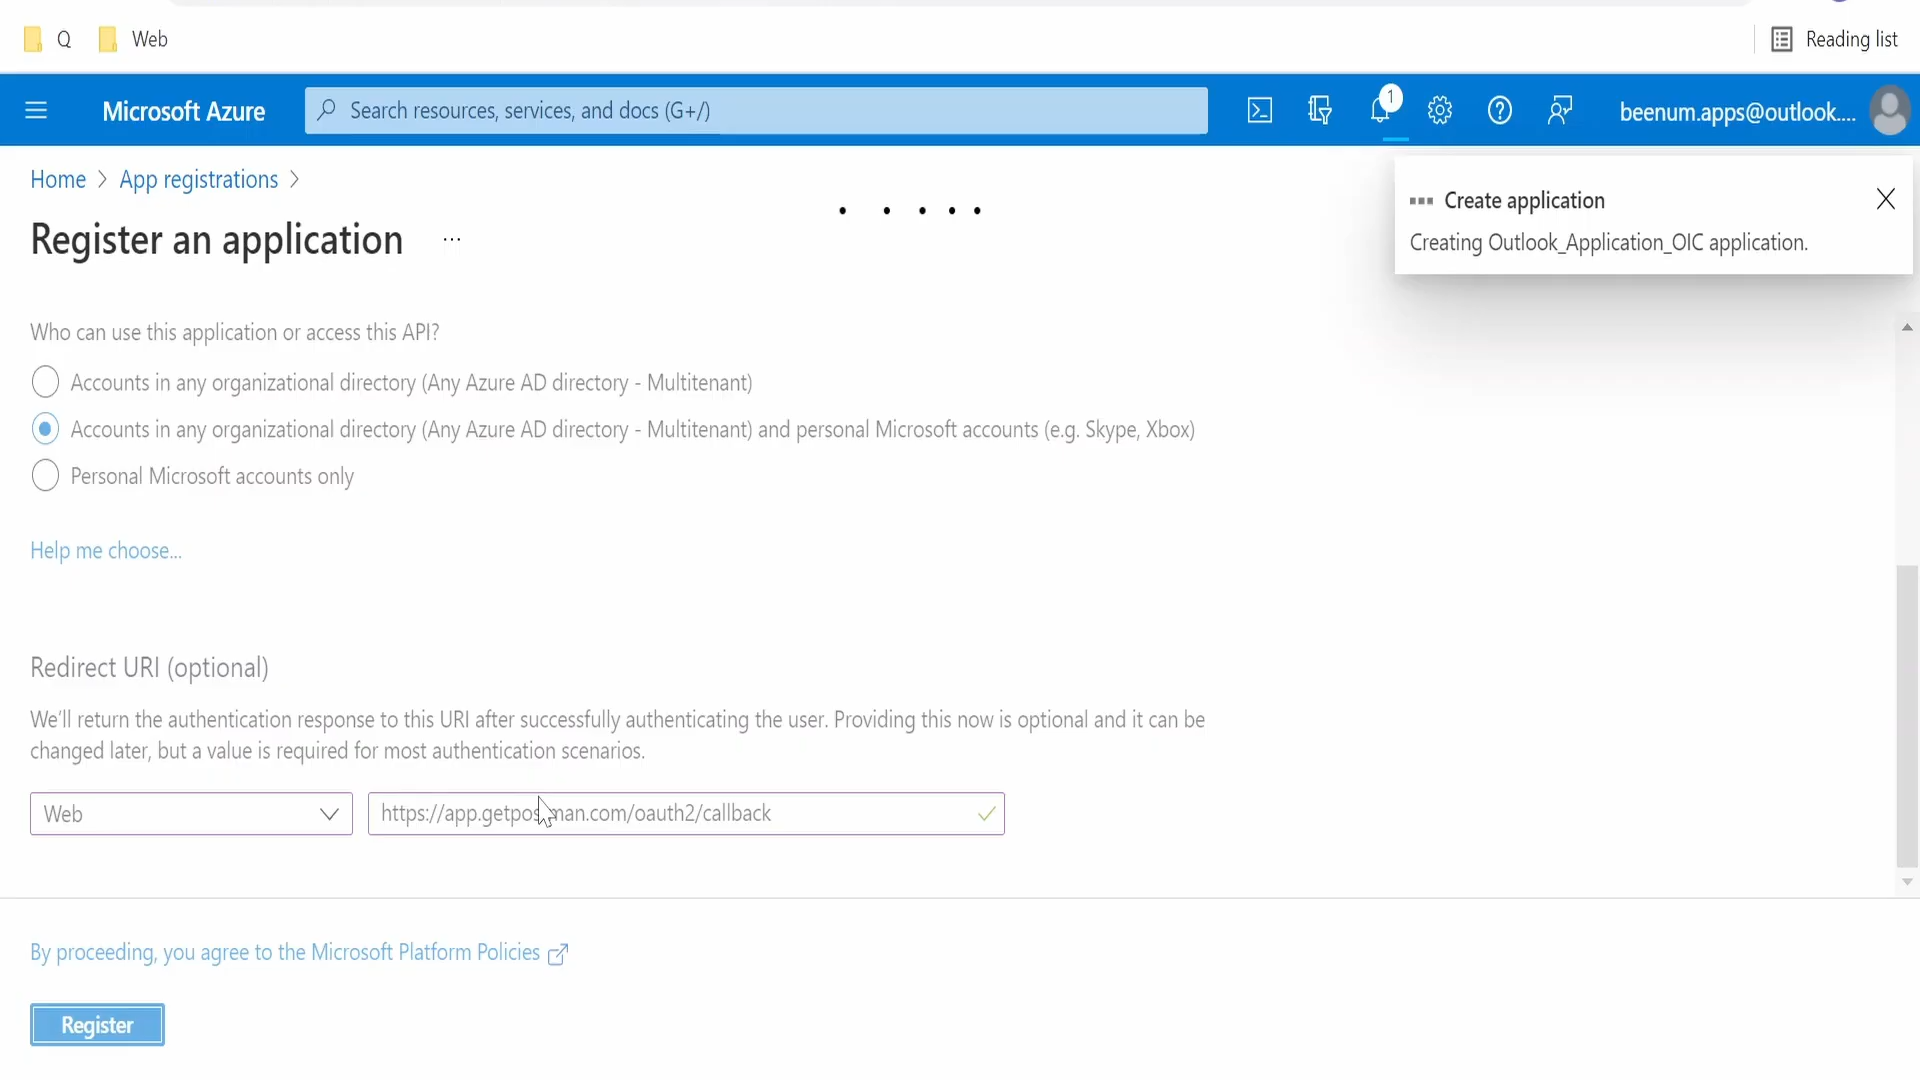 Q Web Reading list
Microsoft Azure Search resources, services, and docs (G+/) 1 beenum.apps@outlook....
Home > App registrations >
Register an application ...
Create application
Creating Outlook_Application_OIC application.
Who can use this application or access this API?
Accounts in any organizational directory (Any Azure AD directory - Multitenant)
Accounts in any organizational directory (Any Azure AD directory - Multitenant) and personal Microsoft accounts (e.g. Skype, Xbox)
Personal Microsoft accounts only
Help me choose...
Redirect URI (optional)
We'll return the authentication response to this URI after successfully authenticating the user. Providing this now is optional and it can be
changed later, but a value is required for most authentication scenarios.
Web https://app.getpostman.com/oauth2/callback
By proceeding, you agree to the Microsoft Platform Policies
Register